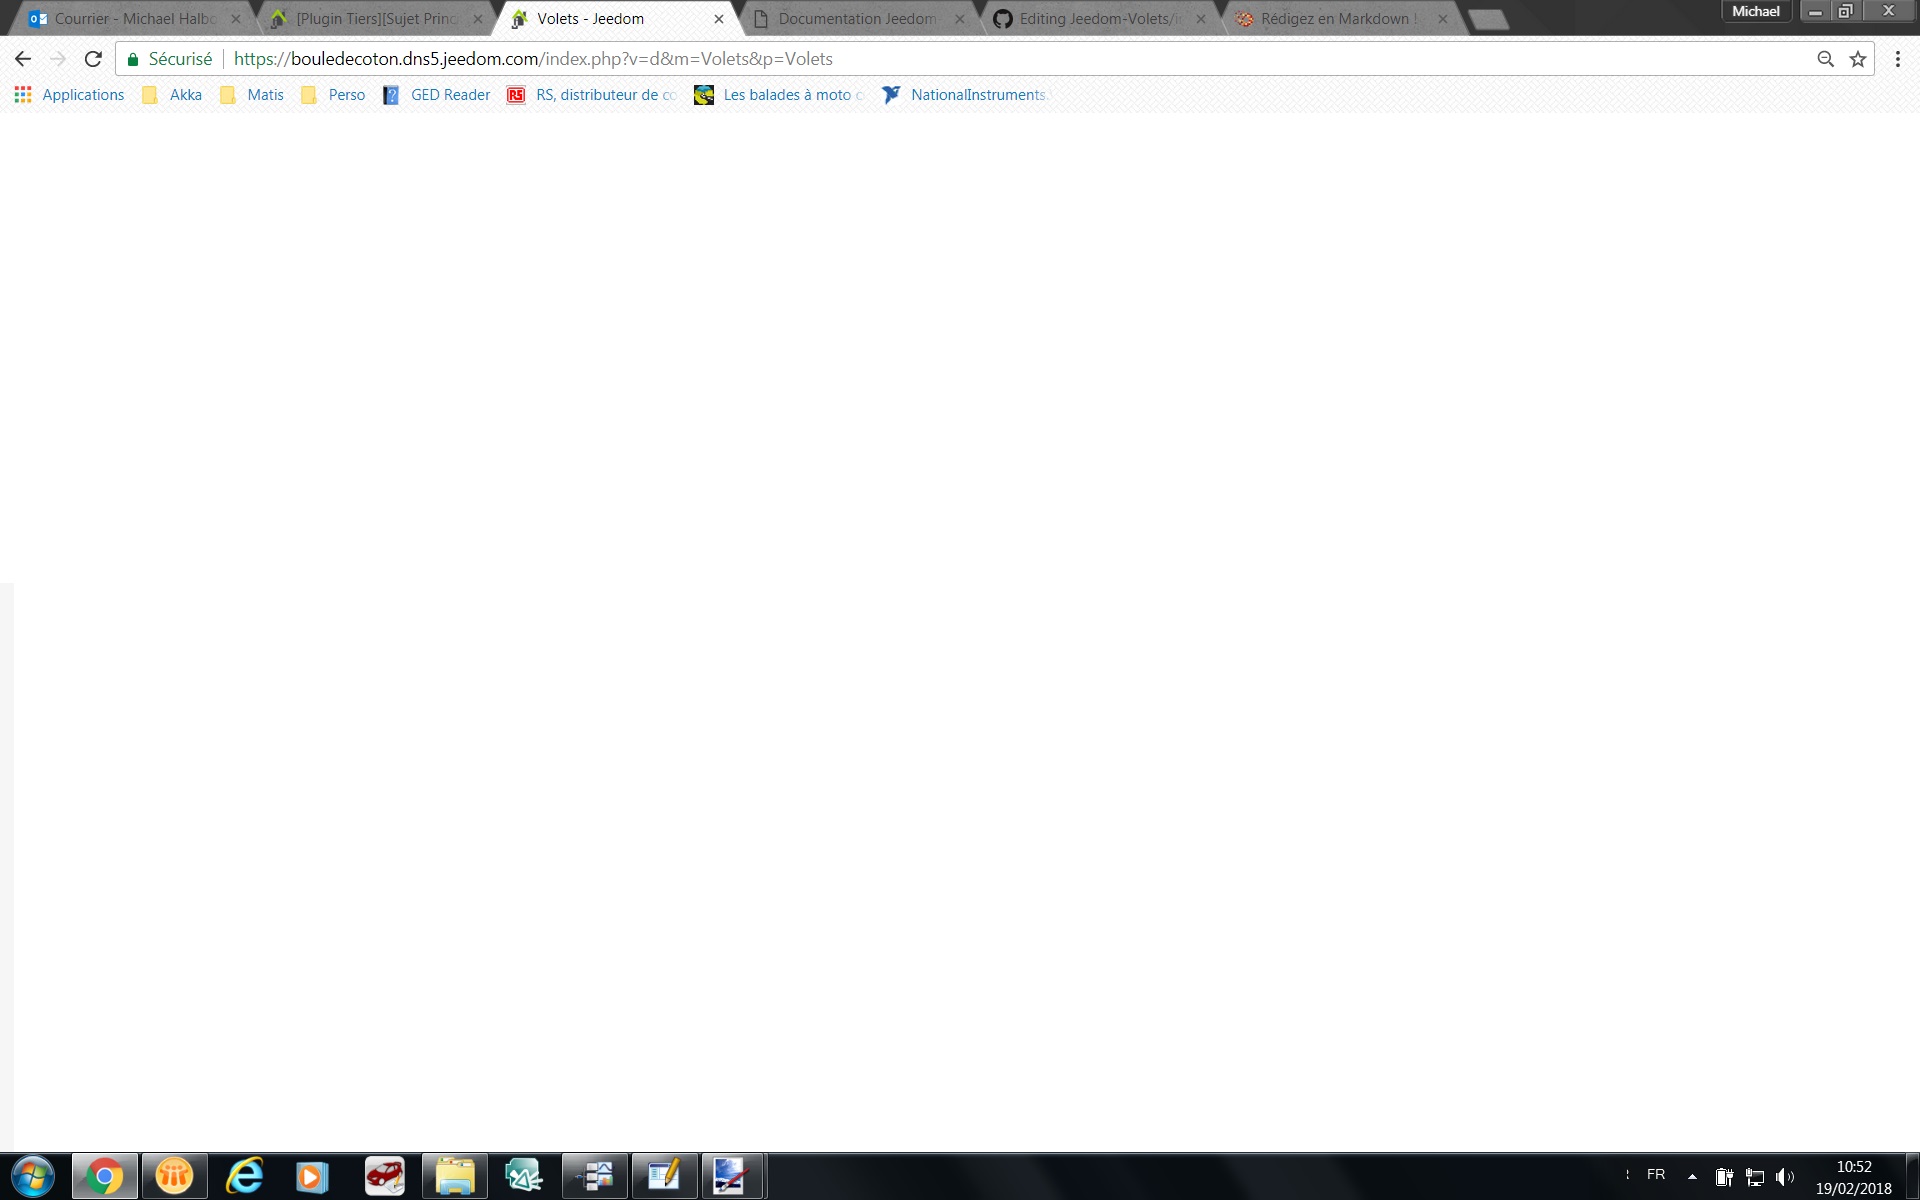 Courrier - Michael Halbo
[Plugin Tiers][Sujet Princ
Volets - Jeedom
Documentation Jeedom
Editing Jeedom-Volets/i
Rédigez en Markdown !
Michael
Sécurisé
https://bouledecoton.dns5.jeedom.com/index.php?v=d&m=Volets&p=Volets
Applications
Akka
Matis
Perso
GED Reader
RS
RS, distributeur de co
Les balades à moto c
NationalInstruments.
FR
10:52
19/02/2018